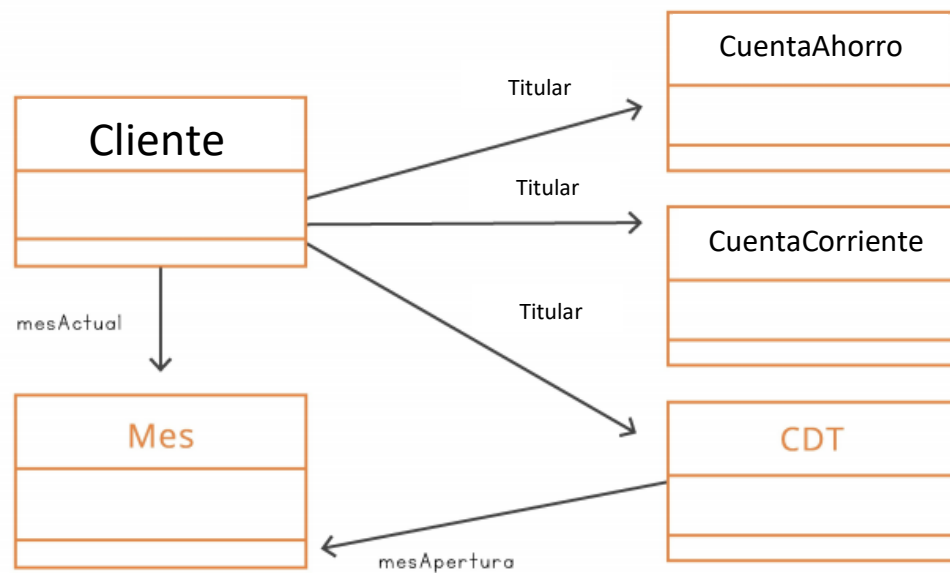 CuentaAhorro
Titular
Cliente
Titular
CuentaCorriente
Titular
mesActual
Mes
CDT
mesApertura